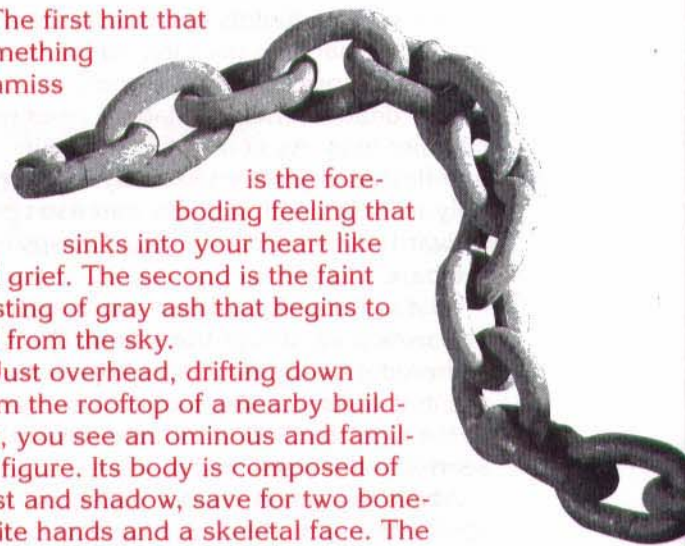 The first hint that
mething
amiss
is the fore-
boding feeling that
sinks into your heart like
grief. The second is the faint
sting of gray ash that begins to
from the sky.
Just overhead, drifting down
m the rooftop of a nearby build-
, you see an ominous and famil-
figure. Its body is composed of
st and shadow, save for two bone-
ite hands and a skeletal face. The